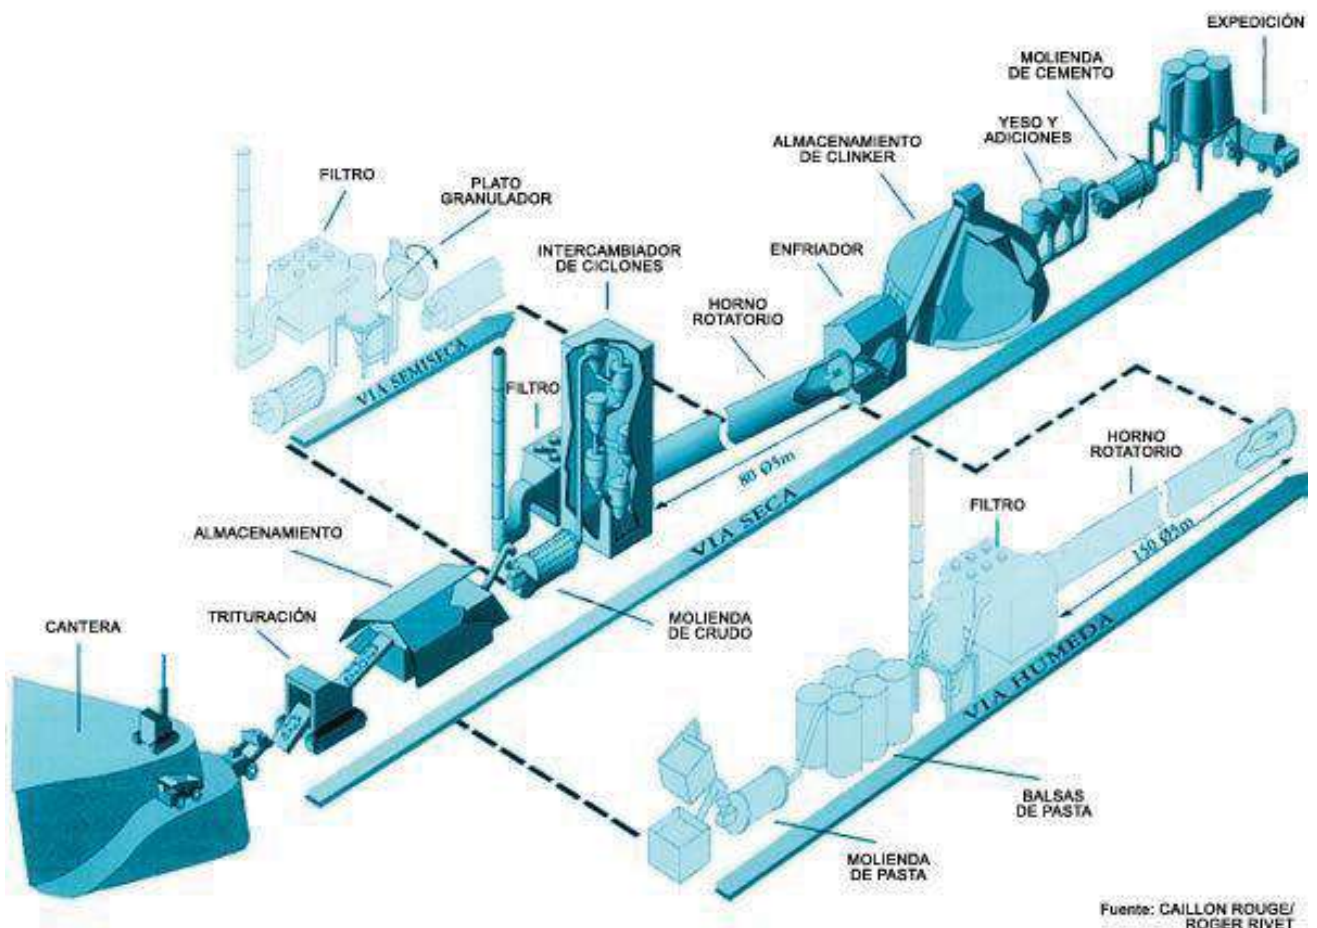 EXPEDICIÓN
MOLIENDA
DE CEMENTO
YESO Y
ADICIONES
ALMACENAMIENTO
DE CLINKER
FILTRO
PLATO
GRANULADOR
INTERCAMBIADOR
DE CICLONES
ENFRIADOR
HORNO
ROTATORIO
VIA SEMISECA
FILTRO
80 Ø5m
VIA SECA
HORNO
ROTATORIO
FILTRO
150 Ø5m
VIA HUMEDA
ALMACENAMIENTO
TRITURACIÓN
CANTERA
MOLIENDA
DE CRUDO
BALSAS
DE PASTA
MOLIENDA
DE PASTA
Fuente: CAILLON ROUGE/
ROGER RIVET